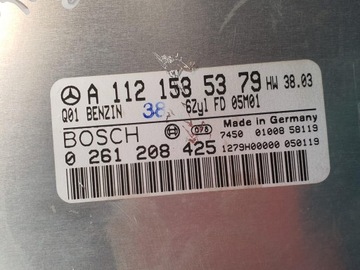 A 112 153 53 79 HW 38.03
Q01 BENZIN 38 6Zyl FD 05M01
BOSCH 076 Made in Germany
7450 01008 58119
0 261 208 425 1279H00000 050119